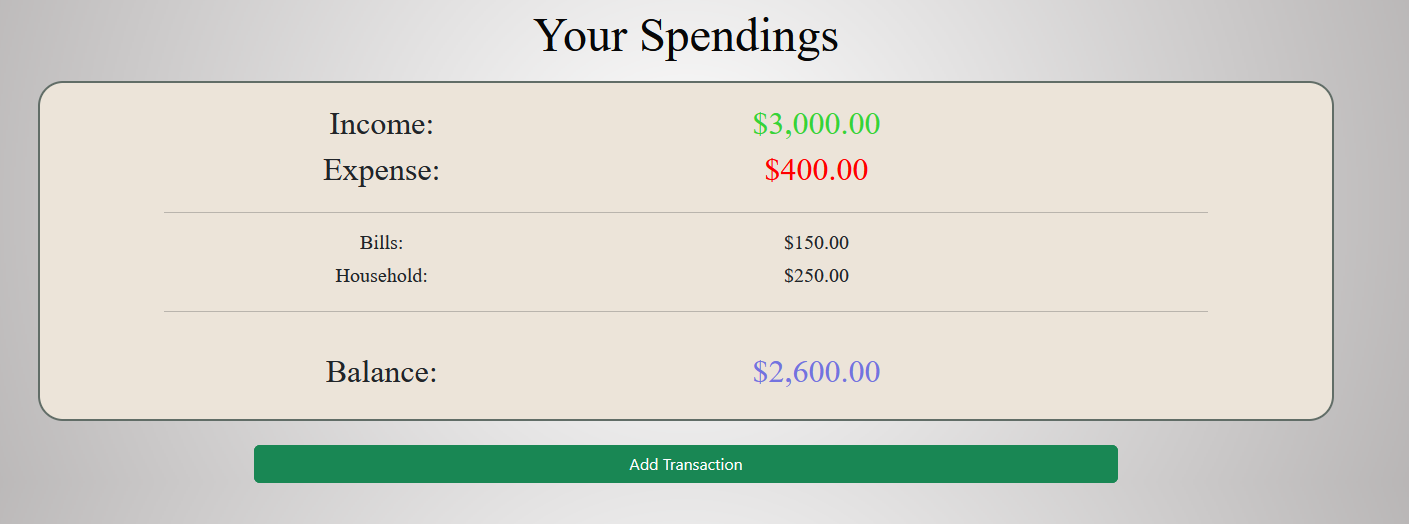 Your Spendings
Income: $3,000.00
Expense: $400.00
Bills: $150.00
Household: $250.00
Balance: $2,600.00
Add Transaction